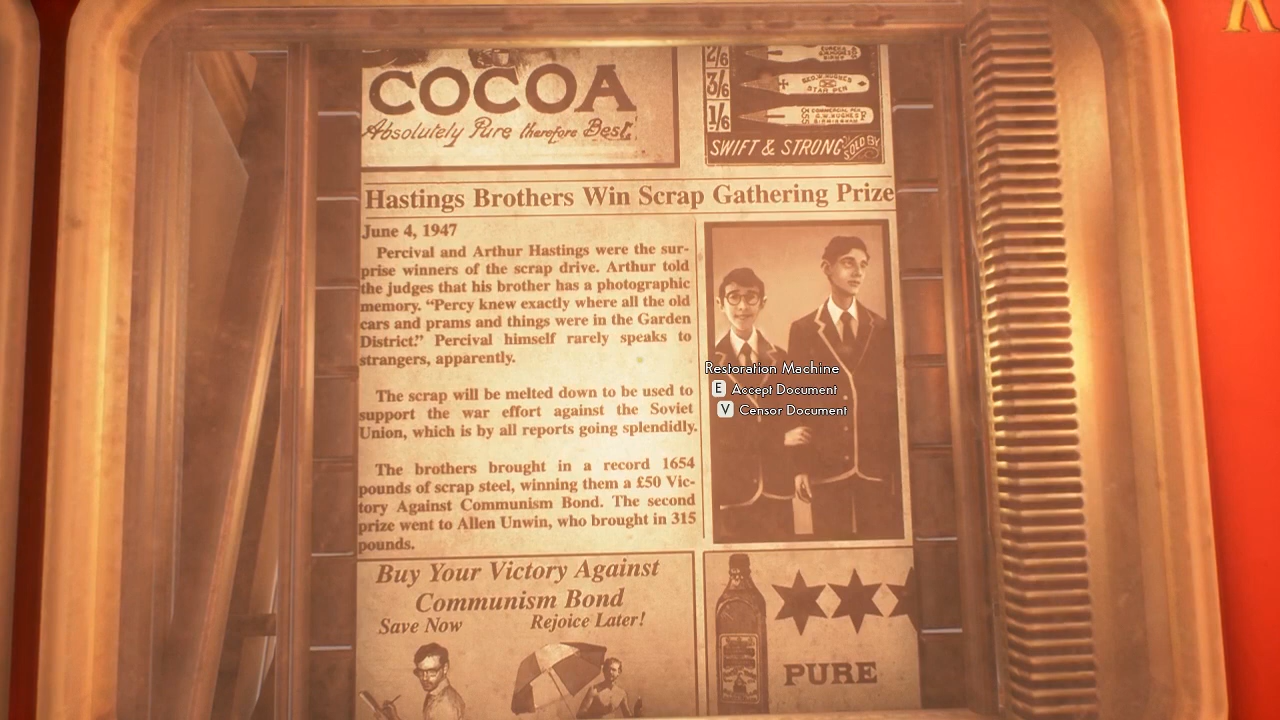 COCOA
Absolutely Pure therefore Best.
2/6
3/6
1/6
GEO. W. HUGHES
STAR PEN
SWIFT & STRONG
SOLD BY
Hastings Brothers Win Scrap Gathering Prize
June 4, 1947
Percival and Arthur Hastings were the sur-
prise winners of the scrap drive. Arthur told
the judges that his brother has a photographic
memory. “Percy knew exactly where all the old
cars and prams and things were in the Garden
District.” Percival himself rarely speaks to
strangers, apparently.
The scrap will be melted down to be used to
support the war effort against the Soviet
Union, which is by all reports going splendidly.
The brothers brought in a record 1654
pounds of scrap steel, winning them a £50 Vic-
tory Against Communism Bond. The second
prize went to Allen Unwin, who brought in 315
pounds.
Restoration Machine
E Accept Document
V Censor Document
Buy Your Victory Against
Communism Bond
Save Now Rejoice Later!
PURE